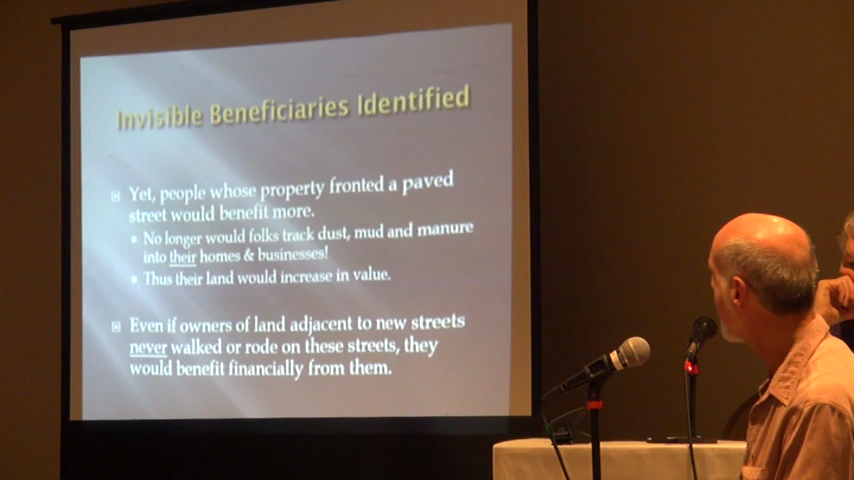 Invisible Beneficiaries Identified
Yet, people whose property fronted a paved
street would benefit more.
No longer would folks track dust, mud and manure
into their homes & businesses!
Thus their land would increase in value.
Even if owners of land adjacent to new streets
never walked or rode on these streets, they
would benefit financially from them.